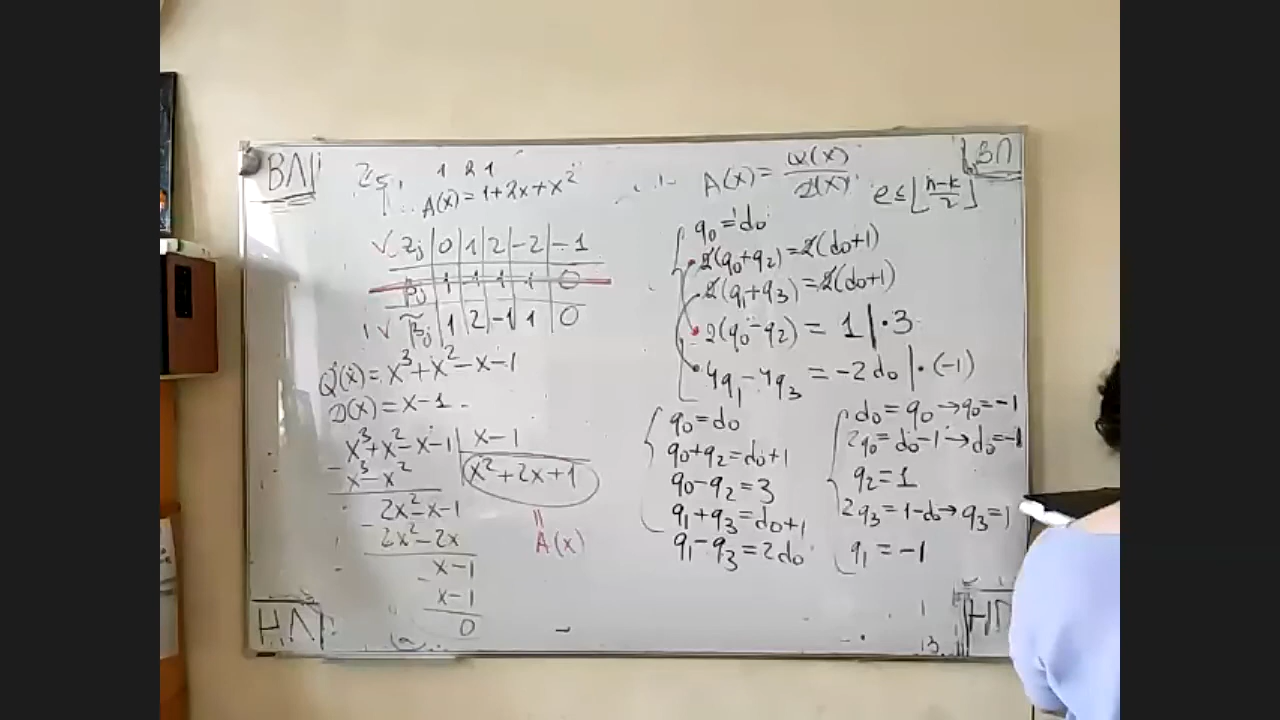 ВЛ
Z₅, 1 2 1
A(x)=1+2x+x²
√ zⱼ | 0 | 1 | 2 | -2 | -1
βⱼ | 1 | -1 | -1 | 1 | 0
√ β̃ⱼ | 1 | 2 | -1 | 1 | 0
Q(x)=x³+x²-x-1
D(x)=x-1
x³+x²-x-1 | x-1
- x³-x² | x²+2x+1
2x²-x-1
- 2x²-2x
x-1
- x-1
0
= A(x)
НЛ
A(x)=Q(x)/D(x)
e≤⌊(n-k)/2⌋
ВП
q₀=d₀
2(q₀+q₂)=2(d₀+1)
2(q₁+q₃)=2(d₀+1)
2(q₀-q₂)=1 |·3
4q₁-4q₃=-2d₀ |·(-1)
q₀=d₀
q₀+q₂=d₀+1
q₀-q₂=3
q₁+q₃=d₀+1
q₁-q₃=2d₀
d₀=q₀→q₀=-1
2q₀=d₀-1→d₀=-1
q₂=1
2q₃=1-d₀→q₃=1
q₁=-1
НП